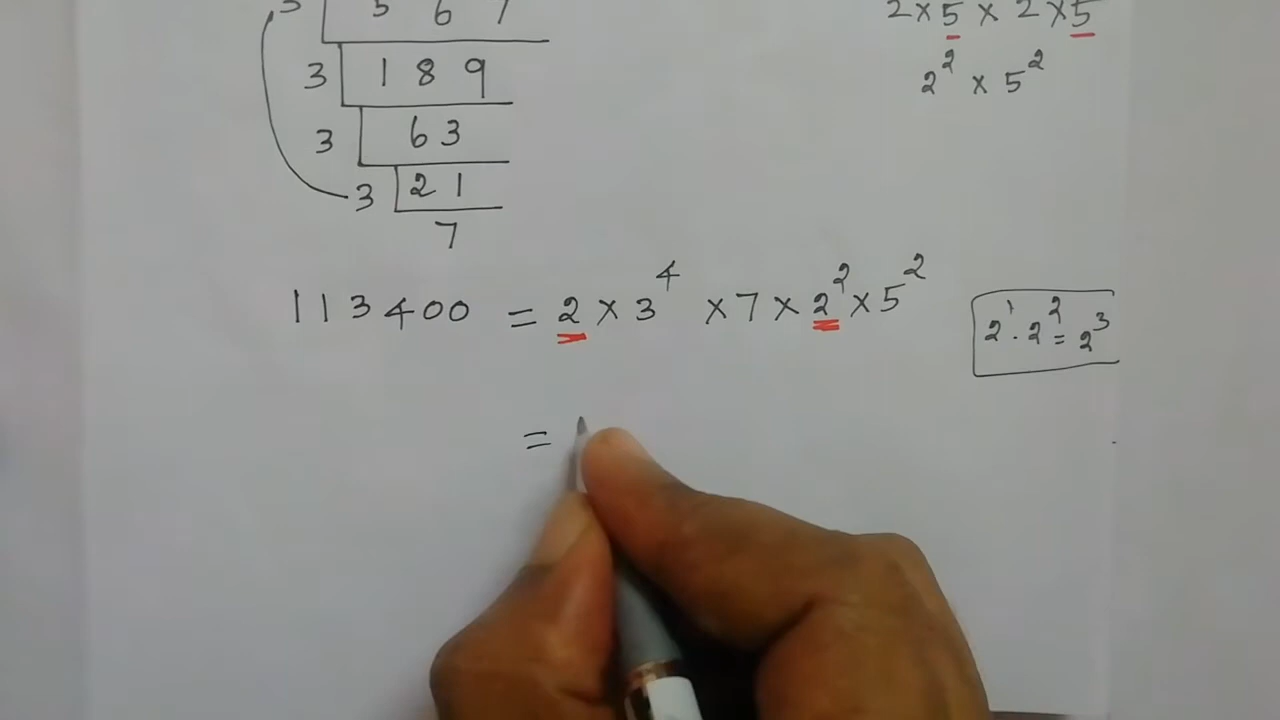 3 5 6 7
3 1 8 9
3 6 3
3 2 1
7
2 × 5 × 2 × 5
2² × 5²
113400 = 2 × 3⁴ × 7 × 2² × 5²
2¹ · 2² = 2³
=